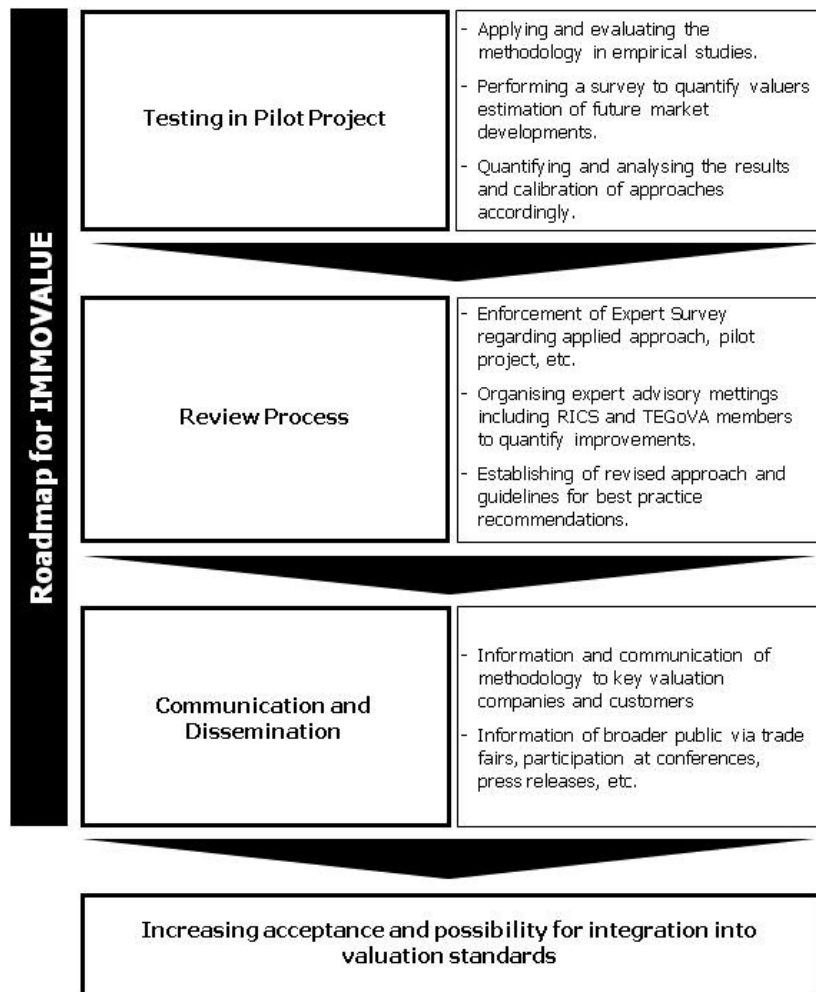 Roadmap for IMMOVALUE
Testing in Pilot Project
- Applying and evaluating the
methodology in empirical studies.
- Performing a survey to quantify valuers
estimation of future market
developments.
- Quantifying and analysing the results
and calibration of approaches
accordingly.
Review Process
- Enforcement of Expert Survey
regarding applied approach, pilot
project, etc.
- Organising expert advisory mettings
including RICS and TEGoVA members
to quantify improvements.
- Establishing of revised approach and
guidelines for best practice
recommendations.
Communication and
Dissemination
- Information and communication of
methodology to key valuation
companies and customers
- Information of broader public via trade
fairs, participation at conferences,
press releases, etc.
Increasing acceptance and possibility for integration into
valuation standards